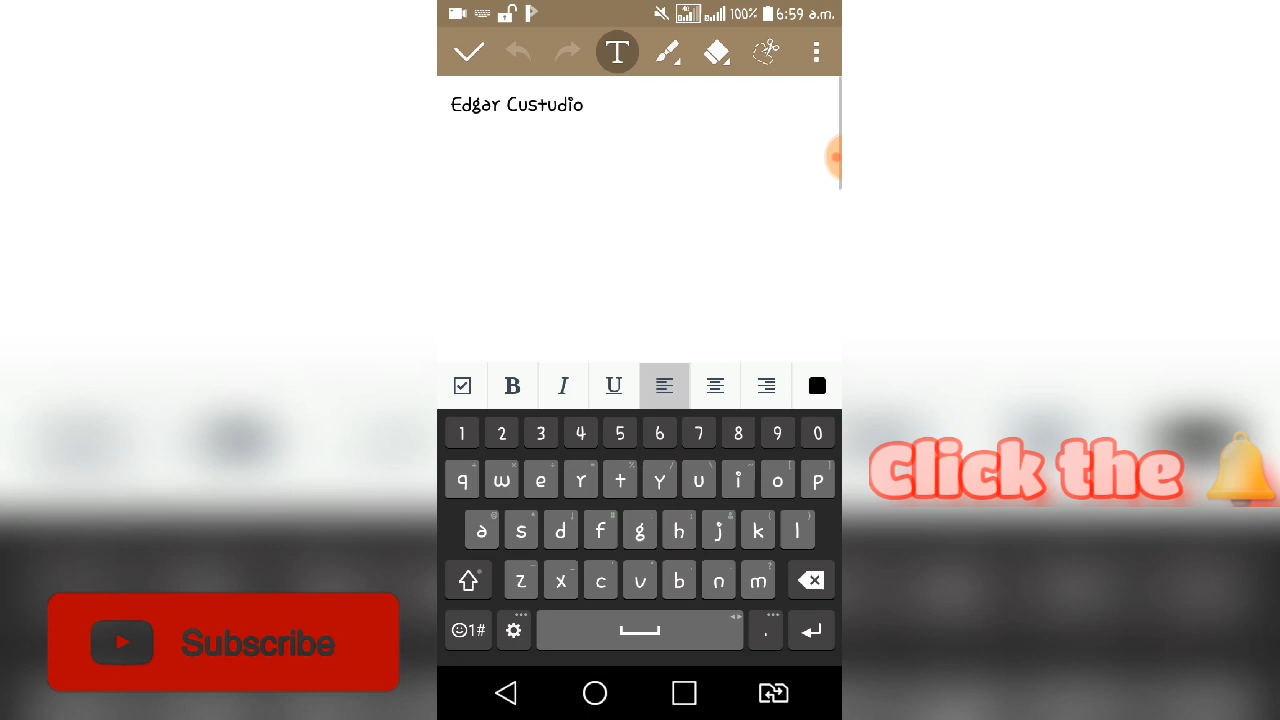 4G 100% 6:59 a.m.
T
Edgar Custudio
B I U
1 2 3 4 5 6 7 8 9 0
q w e r t y u i o p
a s d f g h j k l
z x c v b n m
1# .
Click the
Subscribe